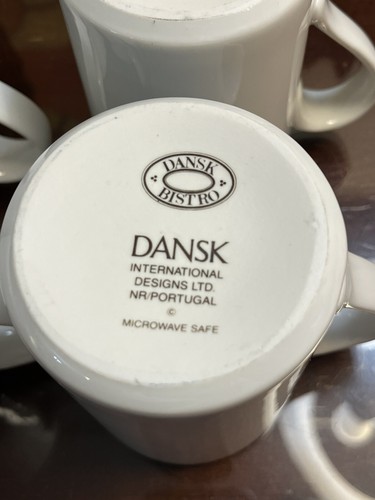 DANSK
BISTRO
DANSK
INTERNATIONAL
DESIGNS LTD.
NR/PORTUGAL
©
MICROWAVE SAFE